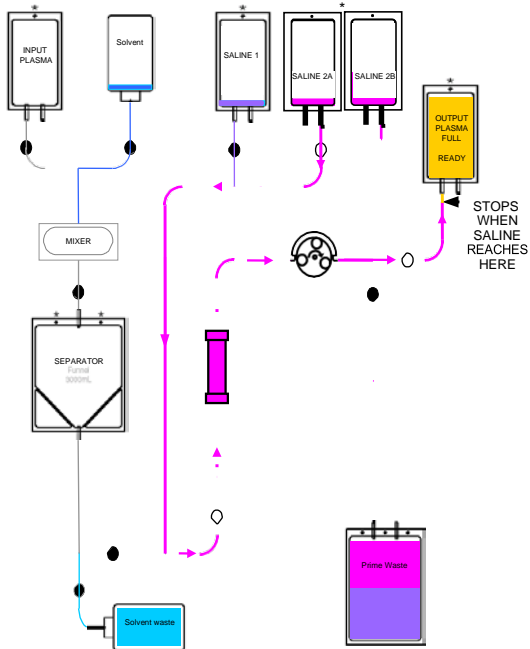 INPUT
PLASMA
Solvent
SALINE 1
*
SALINE 2A
SALINE 2B
OUTPUT
PLASMA
FULL
READY
STOPS
WHEN
SALINE
REACHES
HERE
MIXER
SEPARATOR
Funnel
3000mL
Prime Waste
Solvent waste